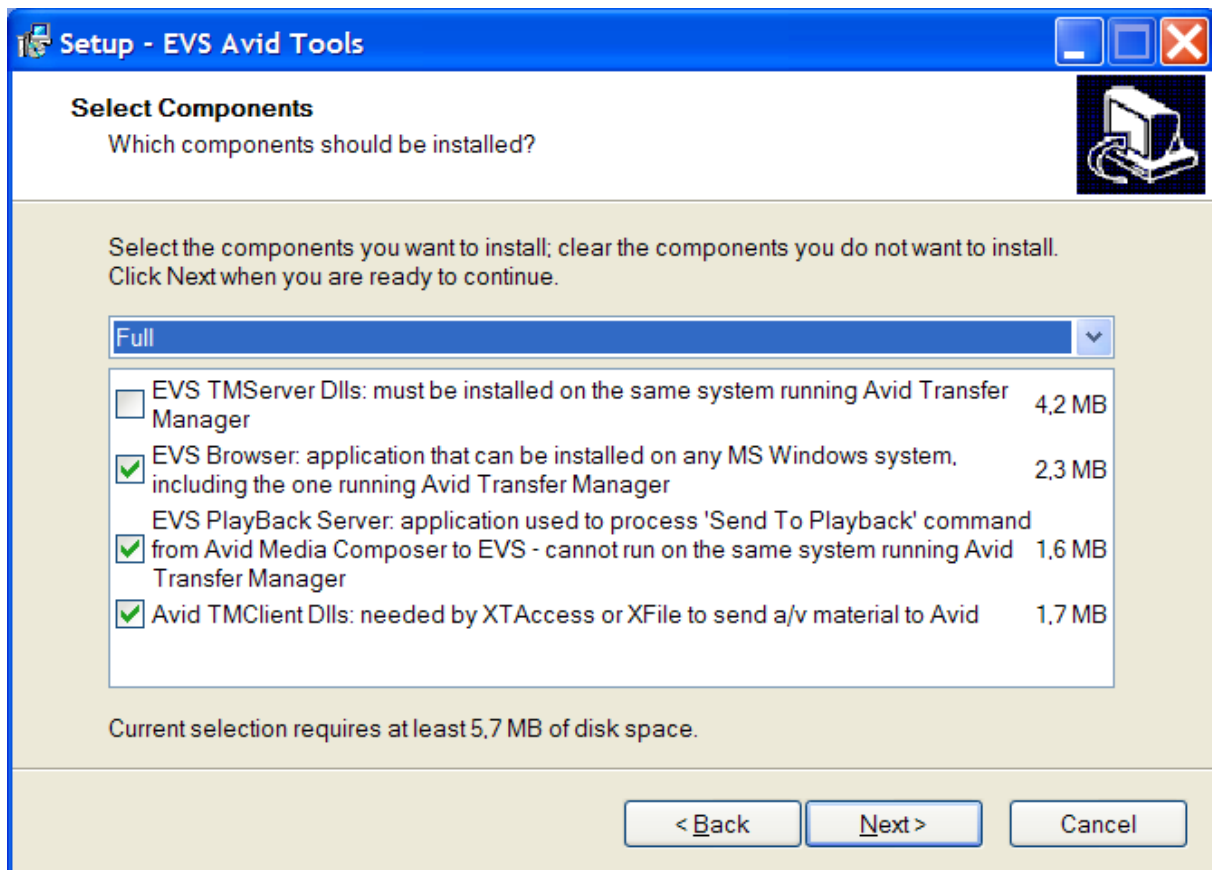 Setup - EVS Avid Tools
Select Components
Which components should be installed?
Select the components you want to install; clear the components you do not want to install.
Click Next when you are ready to continue.
Full
EVS TMServer Dlls: must be installed on the same system running Avid Transfer
Manager
4,2 MB
EVS Browser: application that can be installed on any MS Windows system,
including the one running Avid Transfer Manager
2,3 MB
EVS PlayBack Server: application used to process 'Send To Playback' command
from Avid Media Composer to EVS - cannot run on the same system running Avid
Transfer Manager
1,6 MB
Avid TMClient Dlls: needed by XTAccess or XFile to send a/v material to Avid
1,7 MB
Current selection requires at least 5,7 MB of disk space.
< Back
Next >
Cancel